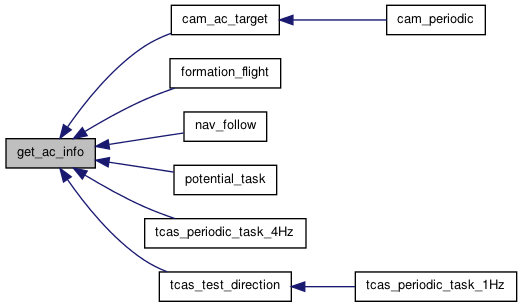 cam_ac_target
cam_periodic
formation_flight
nav_follow
get_ac_info
potential_task
tcas_periodic_task_4Hz
tcas_test_direction
tcas_periodic_task_1Hz